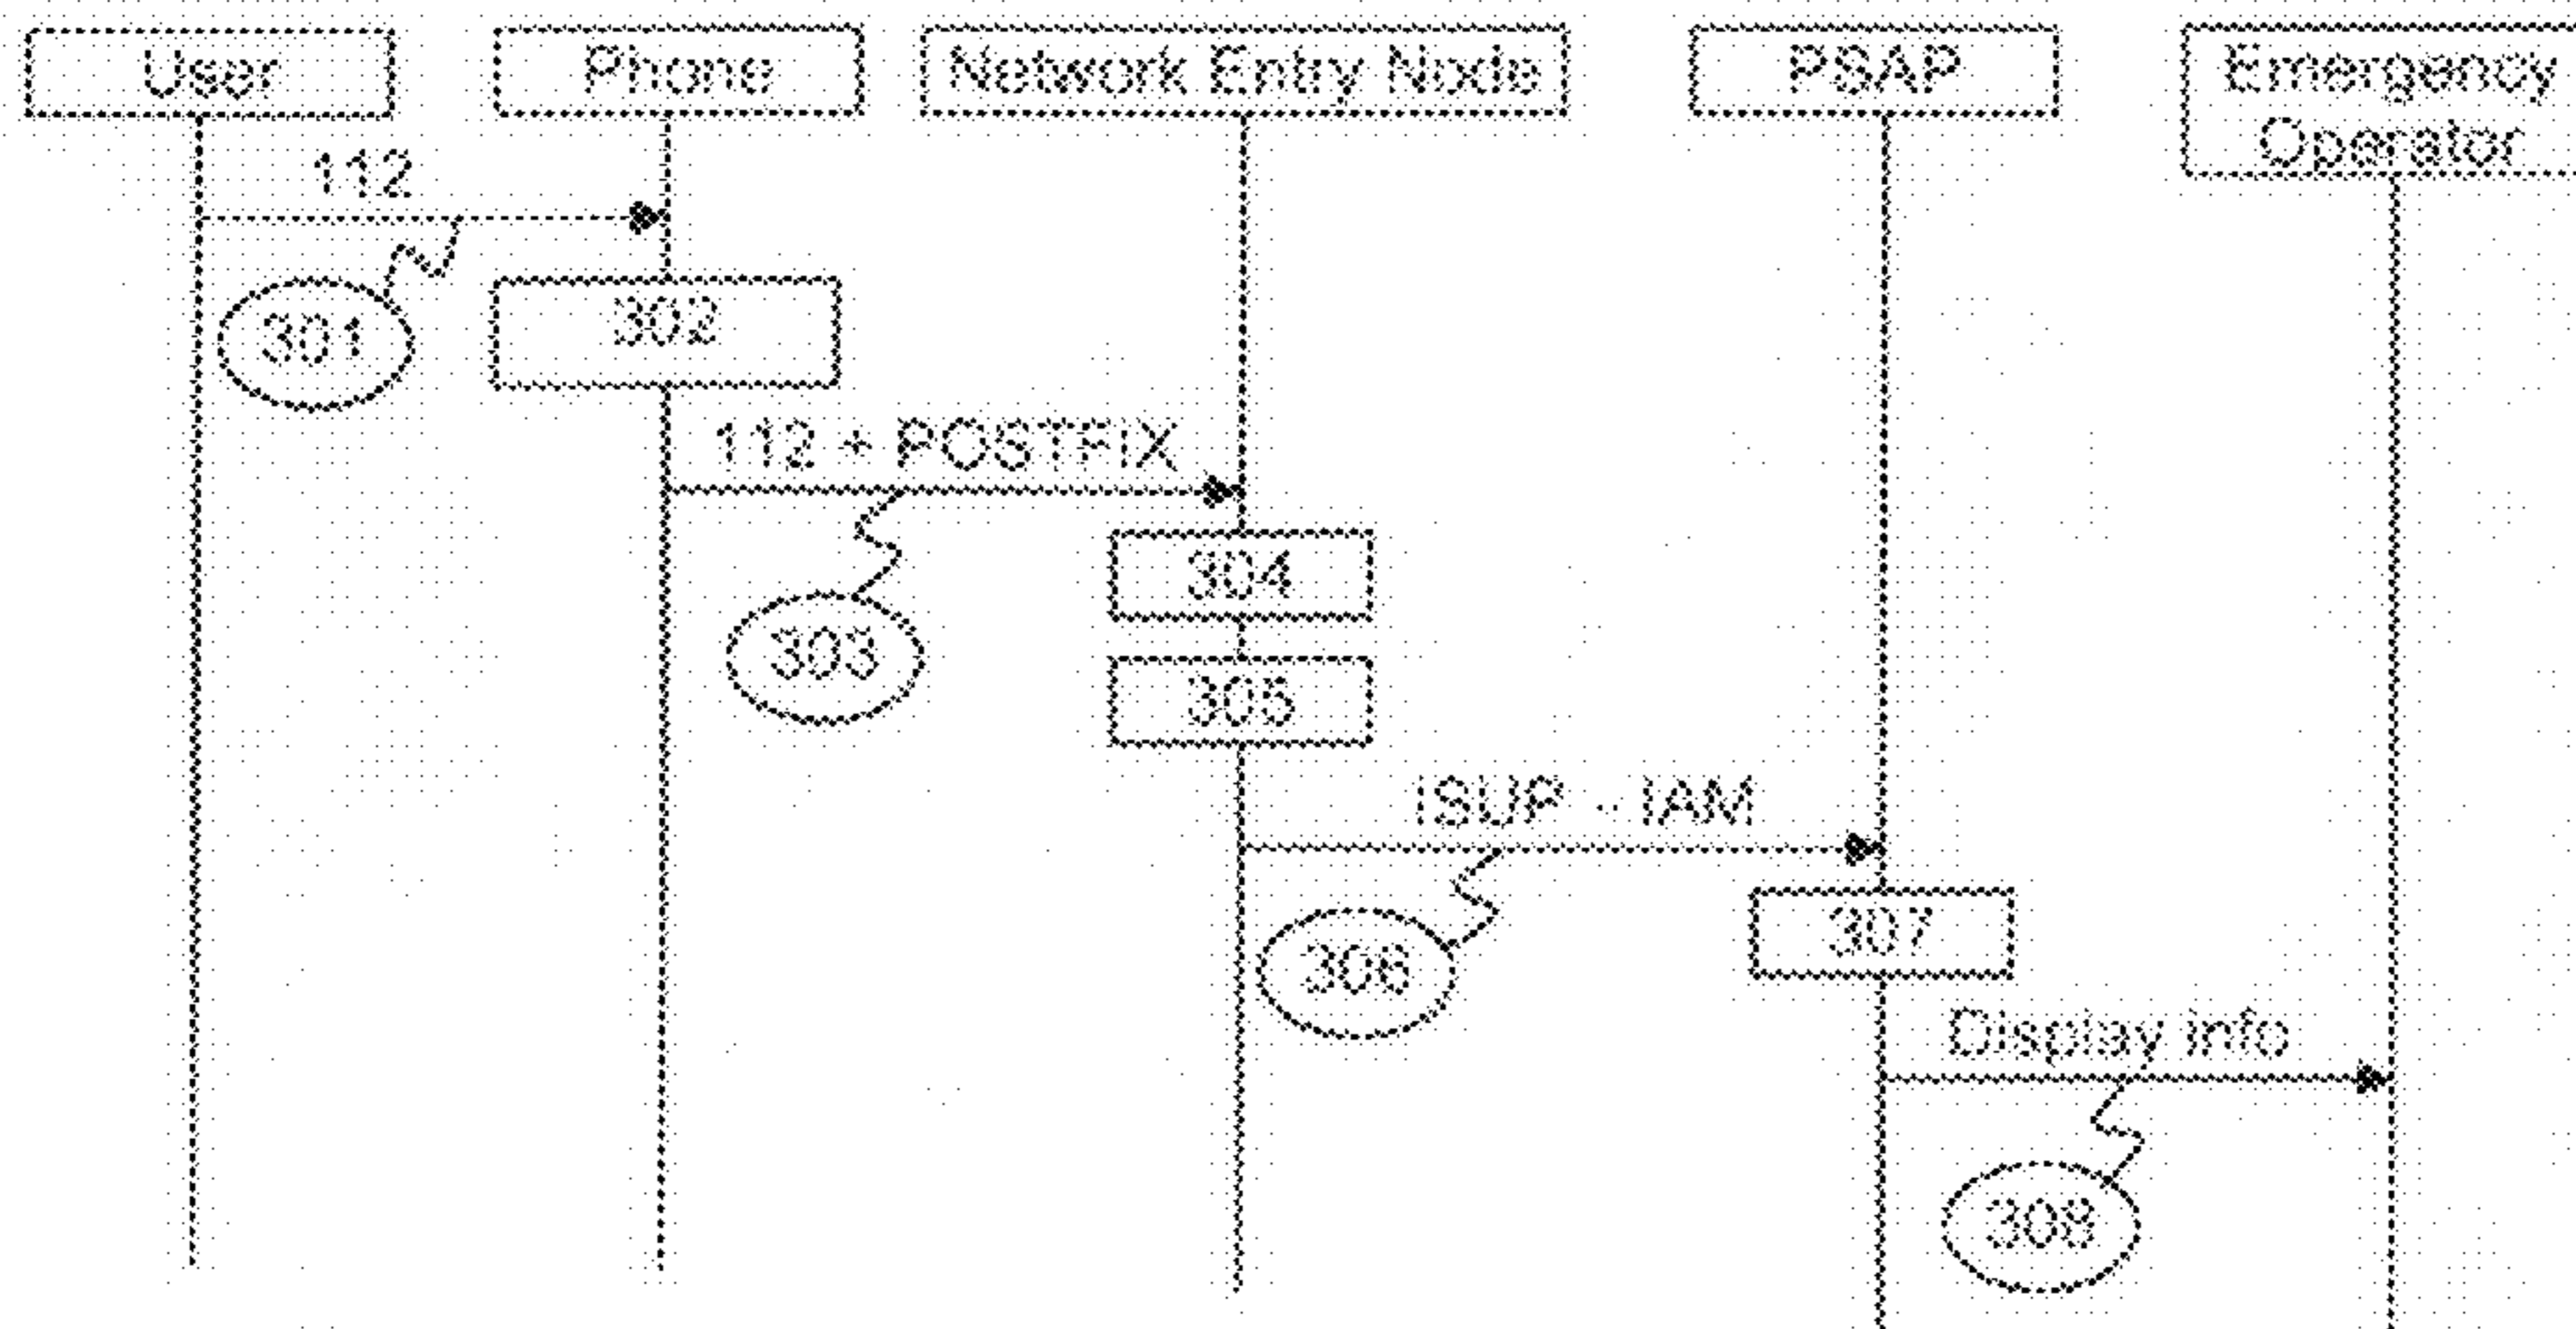 User
Phone
Network Entry Node
PSAP
Emergency
Operator
112
301
302
112 + POSTFIX
303
304
305
ISUP - IAM
306
307
Display info
308